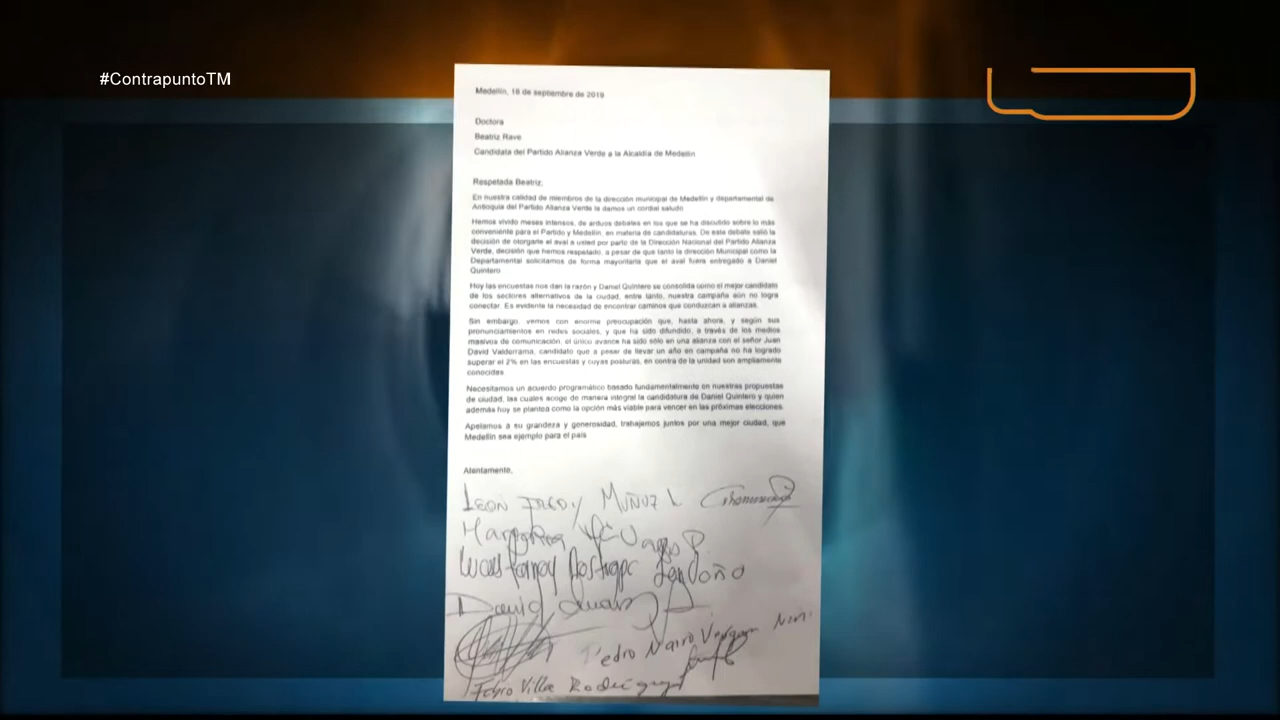 #ContrapuntoTM
Medellín, 18 de septiembre de 2019
Doctora
Beatriz Rave
Candidata del Partido Alianza Verde a la Alcaldía de Medellín
Respetada Beatriz,
En nuestra calidad de miembros de la dirección municipal de Medellín y departamental de
Antioquia del Partido Alianza Verde le damos un cordial saludo
Hemos vivido meses intensos, de arduos debates en los que se ha discutido sobre lo más
conveniente para el Partido y Medellín, en materia de candidaturas. De este debate salió la
decisión de otorgarle el aval a usted por parte de la Dirección Nacional del Partido Alianza
Verde, decisión que hemos respetado, a pesar de que tanto la dirección Municipal como la
Departamental solicitamos de forma mayoritaria que el aval fuera entregado a Daniel
Quintero
Hoy las encuestas nos dan la razón y Daniel Quintero se consolida como el mejor candidato
de los sectores alternativos de la ciudad, entre tanto, nuestra campaña aún no logra
conectar. Es evidente la necesidad de encontrar caminos que conduzcan a alianzas.
Sin embargo, vemos con enorme preocupación que, hasta ahora, y según sus
pronunciamientos en redes sociales, y que ha sido difundido, a través de los medios
masivos de comunicación, el único avance ha sido solo en una alianza con el señor Juan
David Valderrama, candidato que a pesar de llevar un año en campaña no ha logrado
superar el 2% en las encuestas y cuyas posturas, en contra de la unidad son ampliamente
conocidas.
Necesitamos un acuerdo programático basado fundamentalmente en nuestras propuestas
de ciudad, las cuales acoge de manera integral la candidatura de Daniel Quintero y quien
además hoy se plantea como la opción más viable para vencer en las próximas elecciones.
Apelamos a su grandeza y generosidad, trabajemos juntos por una mejor ciudad, que
Medellín sea ejemplo para el país
Atentamente,
LEON FREDY MUÑOZ L
Londoño
David
Pedro Nairo
Fabio Villa Rodríguez